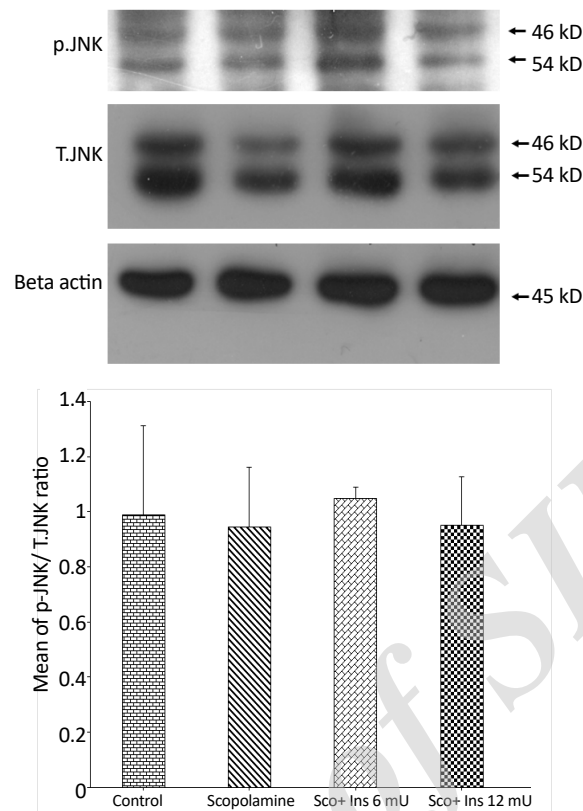 p.JNK
← 46 kD
← 54 kD
T.JNK
← 46 kD
← 54 kD
Beta actin
← 45 kD
Mean of p-JNK/ T.JNK ratio
1.4
1.2
1
0.8
0.6
0.4
0.2
0
Control Scopolamine Sco+ Ins 6 mU Sco+ Ins 12 mU
of